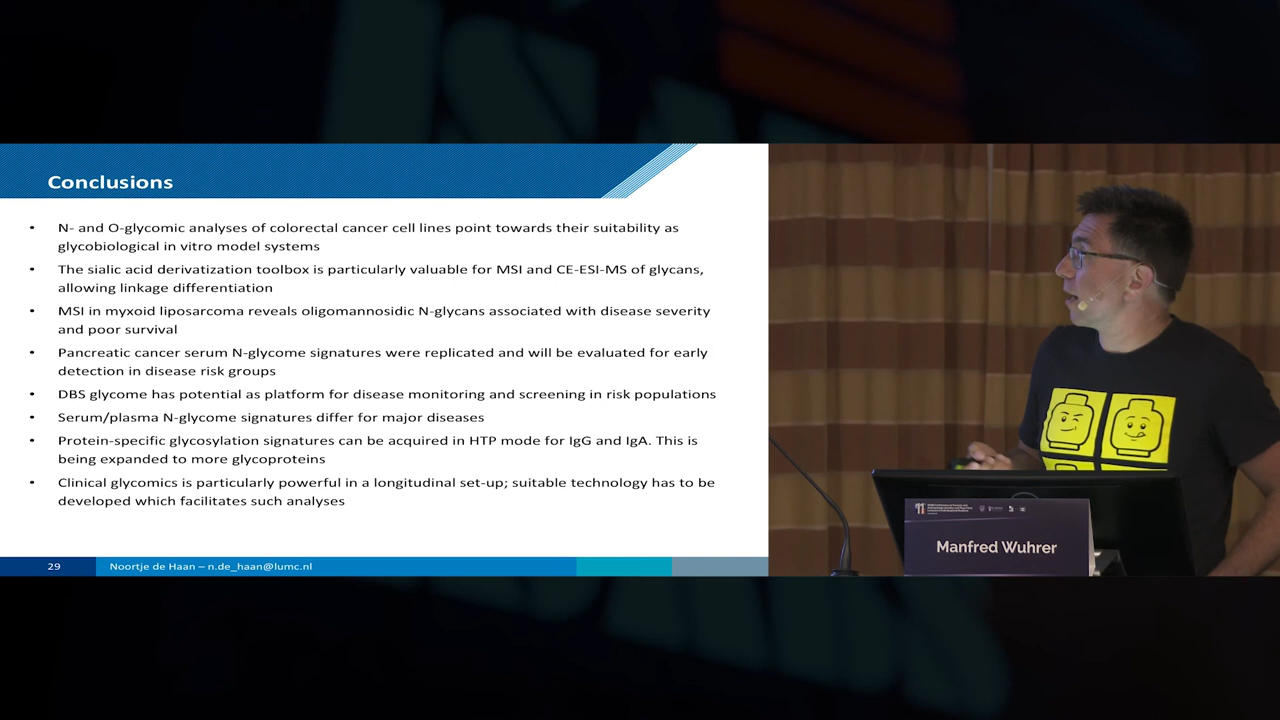 Conclusions
• N- and O-glycomic analyses of colorectal cancer cell lines point towards their suitability as
glycobiological in vitro model systems
• The sialic acid derivatization toolbox is particularly valuable for MSI and CE-ESI-MS of glycans,
allowing linkage differentiation
• MSI in myxoid liposarcoma reveals oligomannosidic N-glycans associated with disease severity
and poor survival
• Pancreatic cancer serum N-glycome signatures were replicated and will be evaluated for early
detection in disease risk groups
• DBS glycome has potential as platform for disease monitoring and screening in risk populations
• Serum/plasma N-glycome signatures differ for major diseases
• Protein-specific glycosylation signatures can be acquired in HTP mode for IgG and IgA. This is
being expanded to more glycoproteins
• Clinical glycomics is particularly powerful in a longitudinal set-up; suitable technology has to be
developed which facilitates such analyses
29 Noortje de Haan – n.de_haan@lumc.nl
11
Manfred Wuhrer